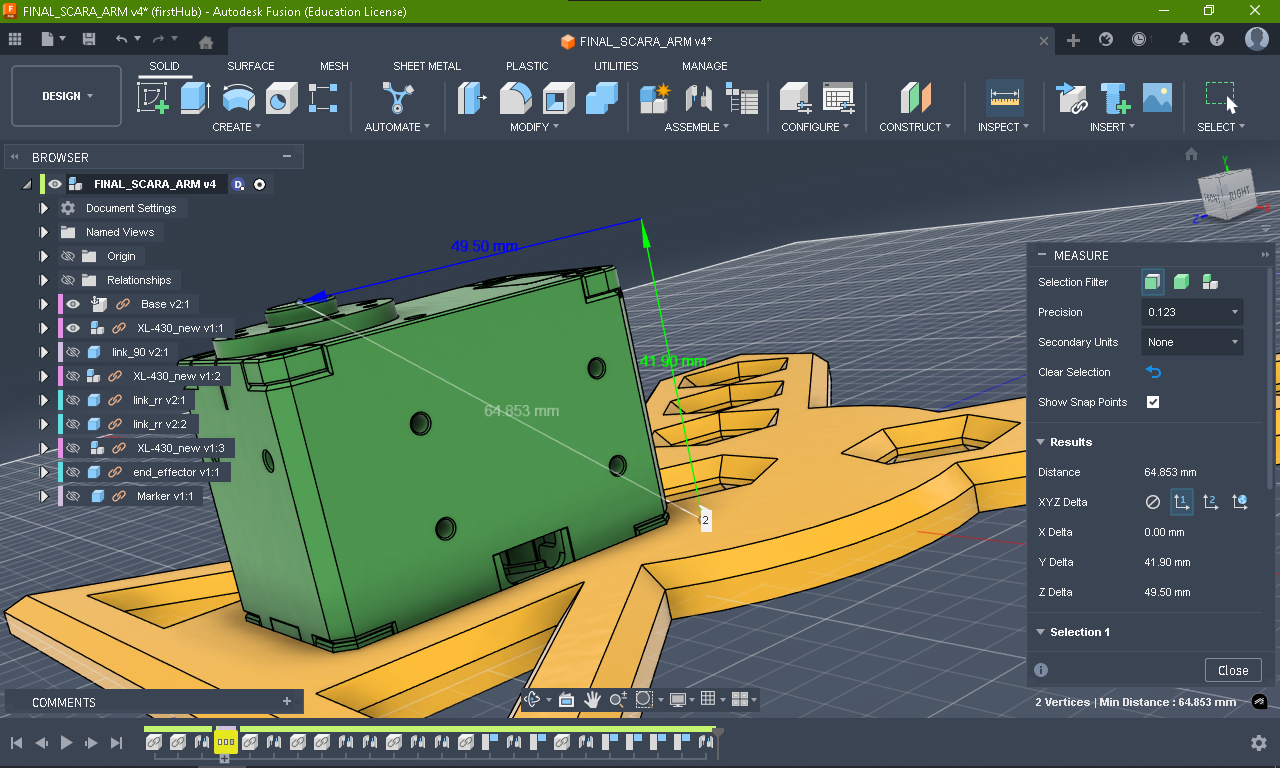 FINAL_SCARA_ARM v4* (firstHub) - Autodesk Fusion (Education License)
FINAL_SCARA_ARM v4*
DESIGN
SOLID SURFACE MESH SHEET METAL PLASTIC UTILITIES MANAGE
CREATE AUTOMATE MODIFY ASSEMBLE CONFIGURE CONSTRUCT INSPECT INSERT SELECT
BROWSER
FINAL_SCARA_ARM v4
Document Settings
Named Views
Origin
Relationships
Base v2:1
XL-430_new v1:1
link_90 v2:1
XL-430_new v1:2
link_rr v2:1
link_rr v2:2
XL-430_new v1:3
end_effector v1:1
Marker v1:1
49.50 mm
41.90 mm
64.853 mm
2
Y
Z
FRONT RIGHT
MEASURE
Selection Filter
Precision 0.123
Secondary Units None
Clear Selection
Show Snap Points
Results
Distance 64.853 mm
XYZ Delta 1 2
X Delta 0.00 mm
Y Delta 41.90 mm
Z Delta 49.50 mm
Selection 1
Close
COMMENTS
2 Vertices | Min Distance : 64.853 mm